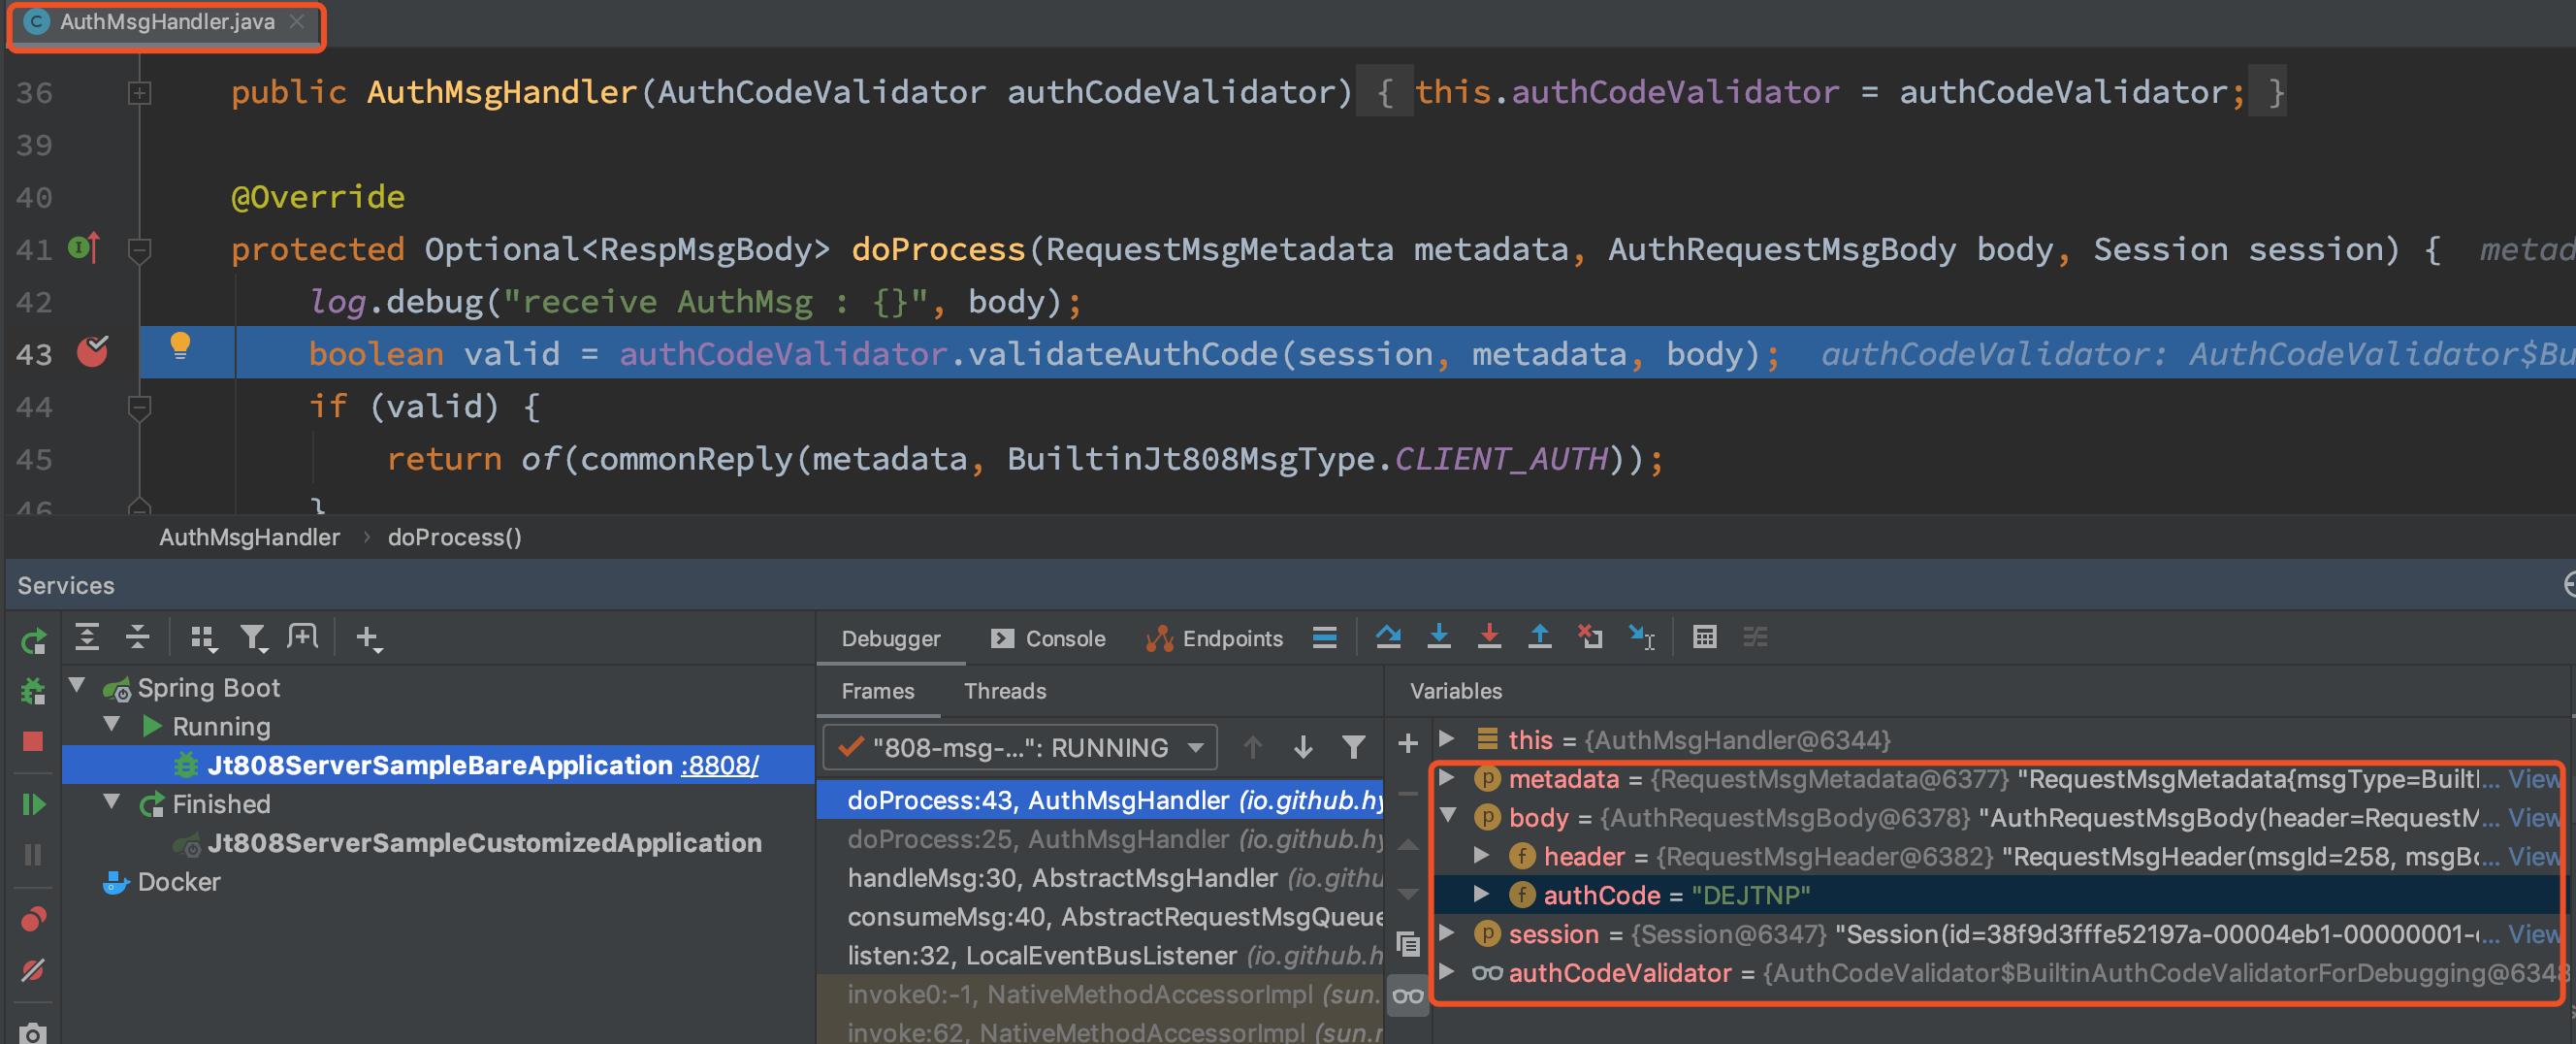 AuthMsgHandler.java
36 public AuthMsgHandler(AuthCodeValidator authCodeValidator) { this.authCodeValidator = authCodeValidator; }
39
40 @Override
41 protected Optional<RespMsgBody> doProcess(RequestMsgMetadata metadata, AuthRequestMsgBody body, Session session) { metad
42 log.debug("receive AuthMsg : {}", body);
43 boolean valid = authCodeValidator.validateAuthCode(session, metadata, body); authCodeValidator: AuthCodeValidator$Bu
44 if (valid) {
45 return of(commonReply(metadata, BuiltinJt808MsgType.CLIENT_AUTH));
46 }
AuthMsgHandler › doProcess()
Services
Debugger Console Endpoints
Frames Threads
Variables
Spring Boot
Running
Jt808ServerSampleBareApplication :8808/
Finished
Jt808ServerSampleCustomizedApplication
Docker
"808-msg-...": RUNNING
doProcess:43, AuthMsgHandler (io.github.hy
doProcess:25, AuthMsgHandler (io.github.hy
handleMsg:30, AbstractMsgHandler (io.githu
consumeMsg:40, AbstractRequestMsgQueue
listen:32, LocalEventBusListener (io.github.h
invoke0:-1, NativeMethodAccessorImpl (sun.
invoke:62, NativeMethodAccessorImpl (sun.r
this = {AuthMsgHandler@6344}
metadata = {RequestMsgMetadata@6377} "RequestMsgMetadata{msgType=Builtl... View
body = {AuthRequestMsgBody@6378} "AuthRequestMsgBody(header=RequestM... View
header = {RequestMsgHeader@6382} "RequestMsgHeader(msgId=258, msgBo... View
authCode = "DEJTNP"
session = {Session@6347} "Session(id=38f9d3fffe52197a-00004eb1-00000001-... View
authCodeValidator = {AuthCodeValidator$BuiltinAuthCodeValidatorForDebugging@6348